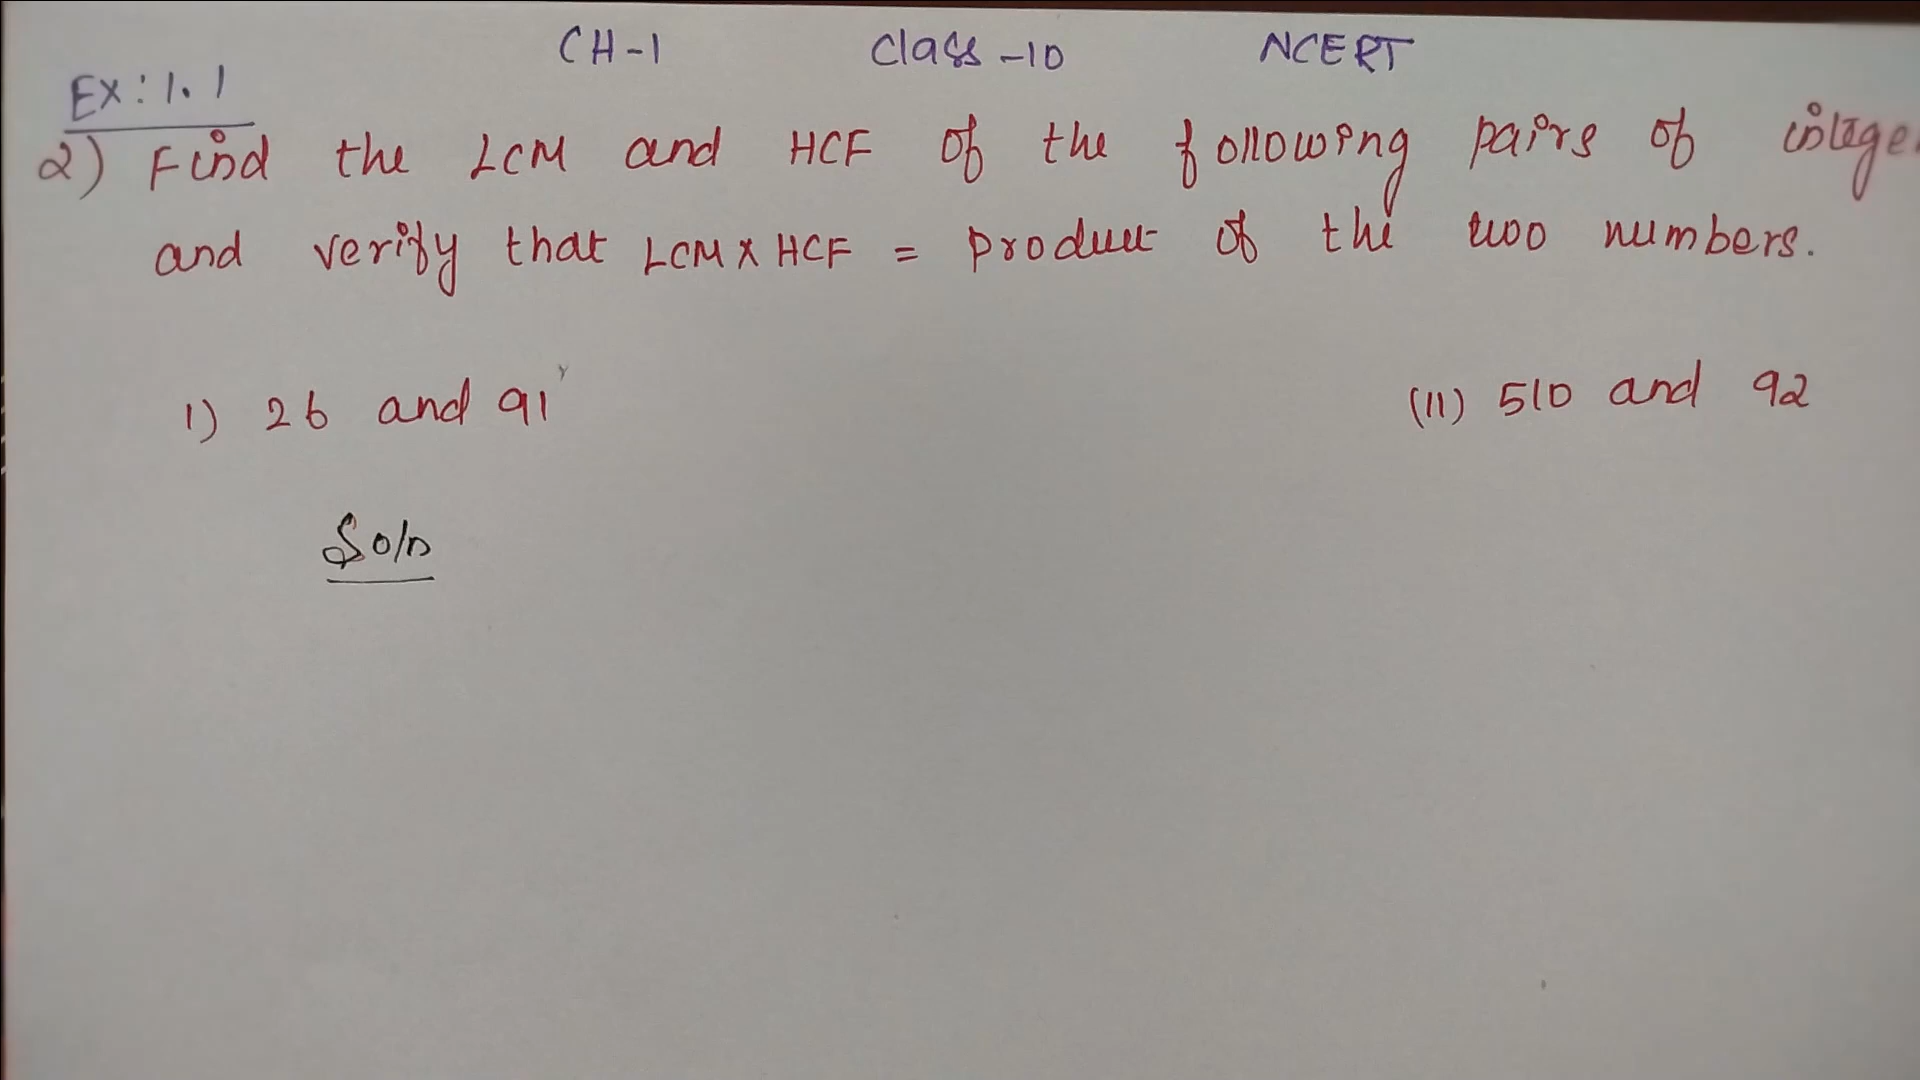 CH-1 Class-10 NCERT
Ex: 1.1
2) Find the LCM and HCF of the following pairs of intege
and verify that LCM x HCF = product of the two numbers.
1) 26 and 91 (11) 510 and 92
Soln